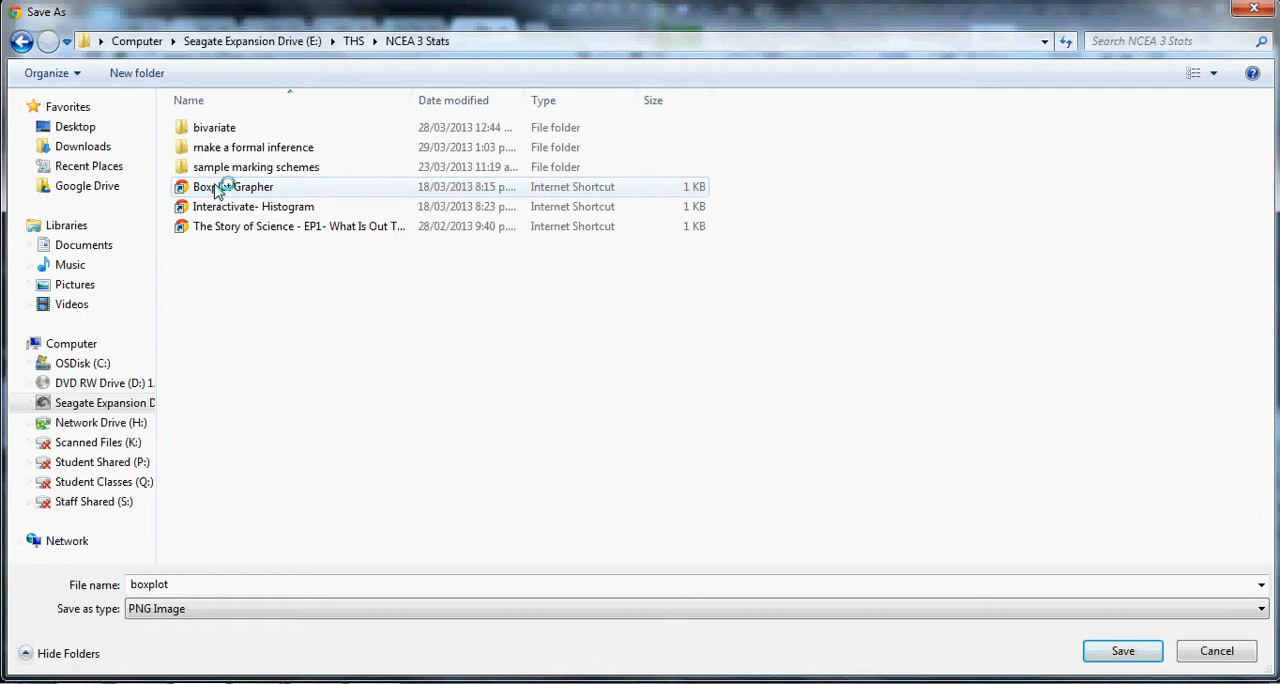 Save As
Computer Seagate Expansion Drive (E:) THS NCEA 3 Stats Search NCEA 3 Stats
Organize New folder
Name Date modified Type Size
Favorites
Desktop
Downloads
Recent Places
Google Drive
Libraries
Documents
Music
Pictures
Videos
Computer
OSDisk (C:)
DVD RW Drive (D:) 1.
Seagate Expansion D
Network Drive (H:)
Scanned Files (K:)
Student Shared (P:)
Student Classes (Q:)
Staff Shared (S:)
Network
bivariate 28/03/2013 12:44 ... File folder
make a formal inference 29/03/2013 1:03 p.... File folder
sample marking schemes 23/03/2013 11:19 a... File folder
Grapher 18/03/2013 8:15 p.... Internet Shortcut 1 KB
Interactivate- Histogram 18/03/2013 8:23 p.... Internet Shortcut 1 KB
The Story of Science - EP1- What Is Out T... 28/02/2013 9:40 p.... Internet Shortcut 1 KB
File name: boxplot
Save as type: PNG Image
Hide Folders Save Cancel